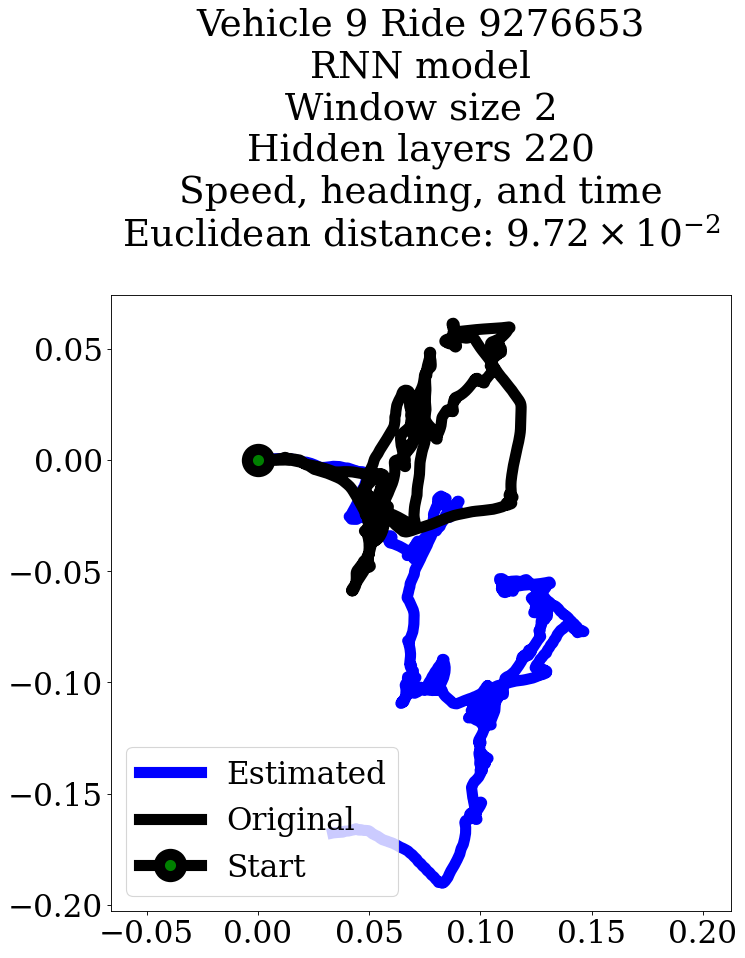 Vehicle 9 Ride 9276653
RNN model
Window size 2
Hidden layers 220
Speed, heading, and time
Euclidean distance: 9.72 × 10⁻²
0.05
0.00
−0.05
−0.10
−0.15
−0.20
Estimated
Original
Start
−0.05 0.00 0.05 0.10 0.15 0.20